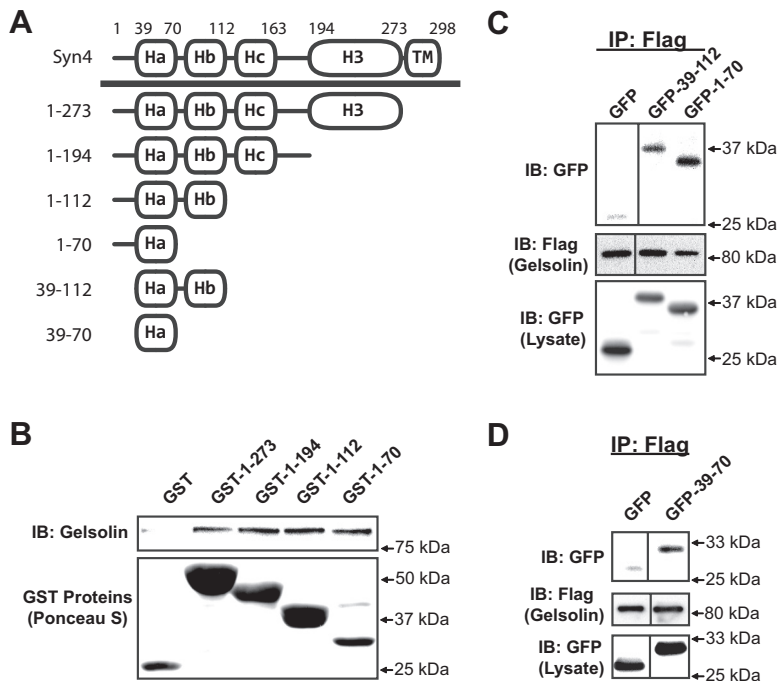 A
1 39 70 112 163 194 273 298
Syn4 Ha Hb Hc H3 TM
1-273 Ha Hb Hc H3
1-194 Ha Hb Hc
1-112 Ha Hb
1-70 Ha
39-112 Ha Hb
39-70 Ha
B
GST GST-1-273 GST-1-194 GST-1-112 GST-1-70
IB: Gelsolin
75 kDa
GST Proteins
(Ponceau S)
50 kDa
37 kDa
25 kDa
C
IP: Flag
GFP GFP-39-112 GFP-1-70
IB: GFP
37 kDa
25 kDa
IB: Flag
(Gelsolin)
80 kDa
IB: GFP
(Lysate)
37 kDa
25 kDa
D
IP: Flag
GFP GFP-39-70
IB: GFP
33 kDa
25 kDa
IB: Flag
(Gelsolin)
80 kDa
IB: GFP
(Lysate)
33 kDa
25 kDa